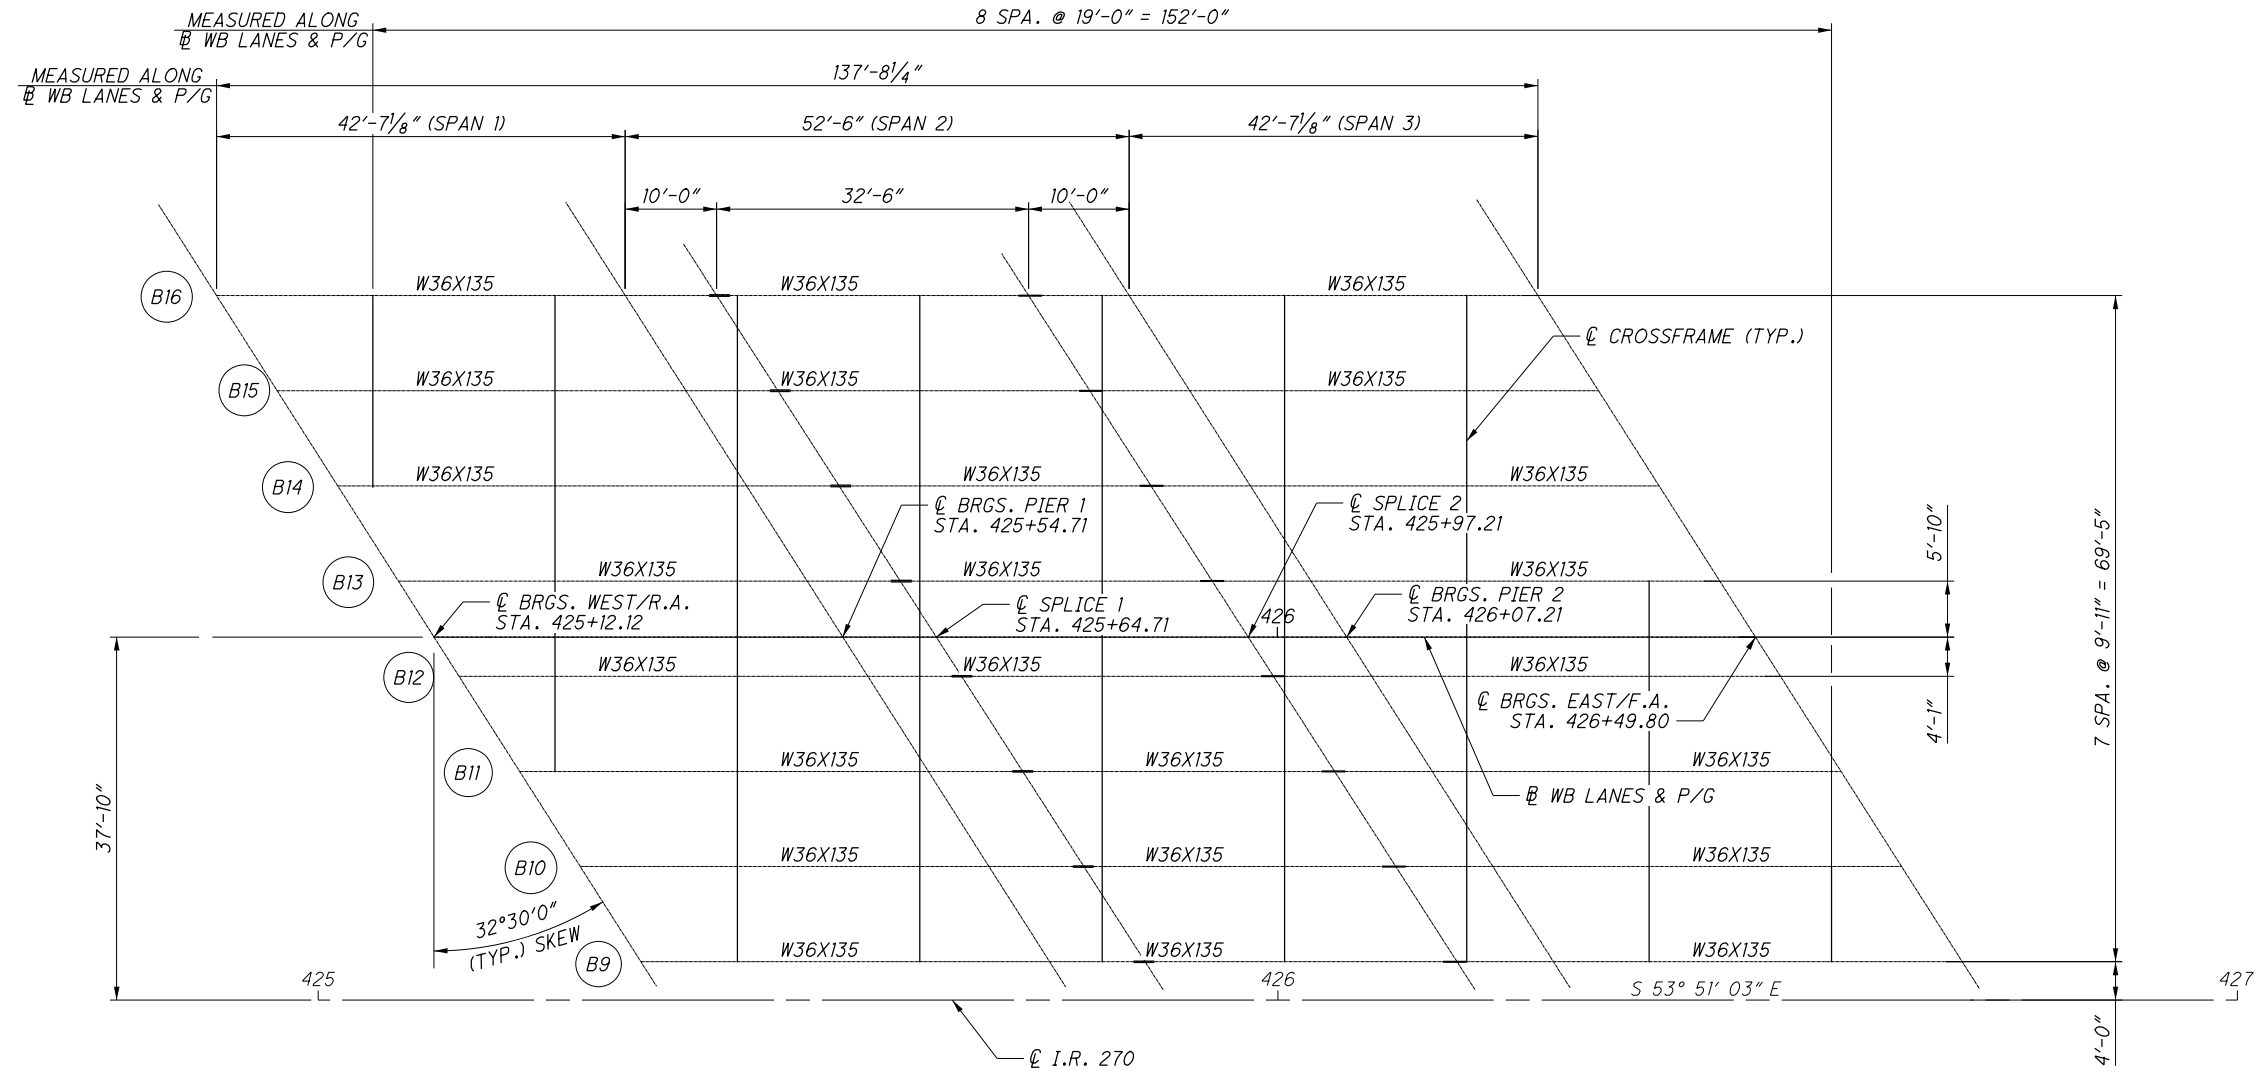 MEASURED ALONG
℄ WB LANES & P/G
8 SPA. @ 19'-0" = 152'-0"
MEASURED ALONG
℄ WB LANES & P/G
137'-8¼"
42'-7⅛" (SPAN 1)
52'-6" (SPAN 2)
42'-7⅛" (SPAN 3)
10'-0"
32'-6"
10'-0"
B16
W36X135
W36X135
W36X135
℄ CROSSFRAME (TYP.)
B15
W36X135
W36X135
W36X135
B14
W36X135
W36X135
W36X135
℄ BRGS. PIER 1
STA. 425+54.71
℄ SPLICE 2
STA. 425+97.21
5'-10"
7 SPA. @ 9'-11" = 69'-5"
B13
W36X135
W36X135
W36X135
℄ BRGS. WEST/R.A.
STA. 425+12.12
℄ SPLICE 1
STA. 425+64.71
426
℄ BRGS. PIER 2
STA. 426+07.21
B12
W36X135
W36X135
W36X135
℄ BRGS. EAST/F.A.
STA. 426+49.80
4'-1"
37'-10"
B11
W36X135
W36X135
W36X135
℄ WB LANES & P/G
B10
W36X135
W36X135
W36X135
32°30'0"
(TYP.) SKEW
B9
W36X135
W36X135
W36X135
425
426
S 53° 51' 03" E
427
4'-0"
℄ I.R. 270